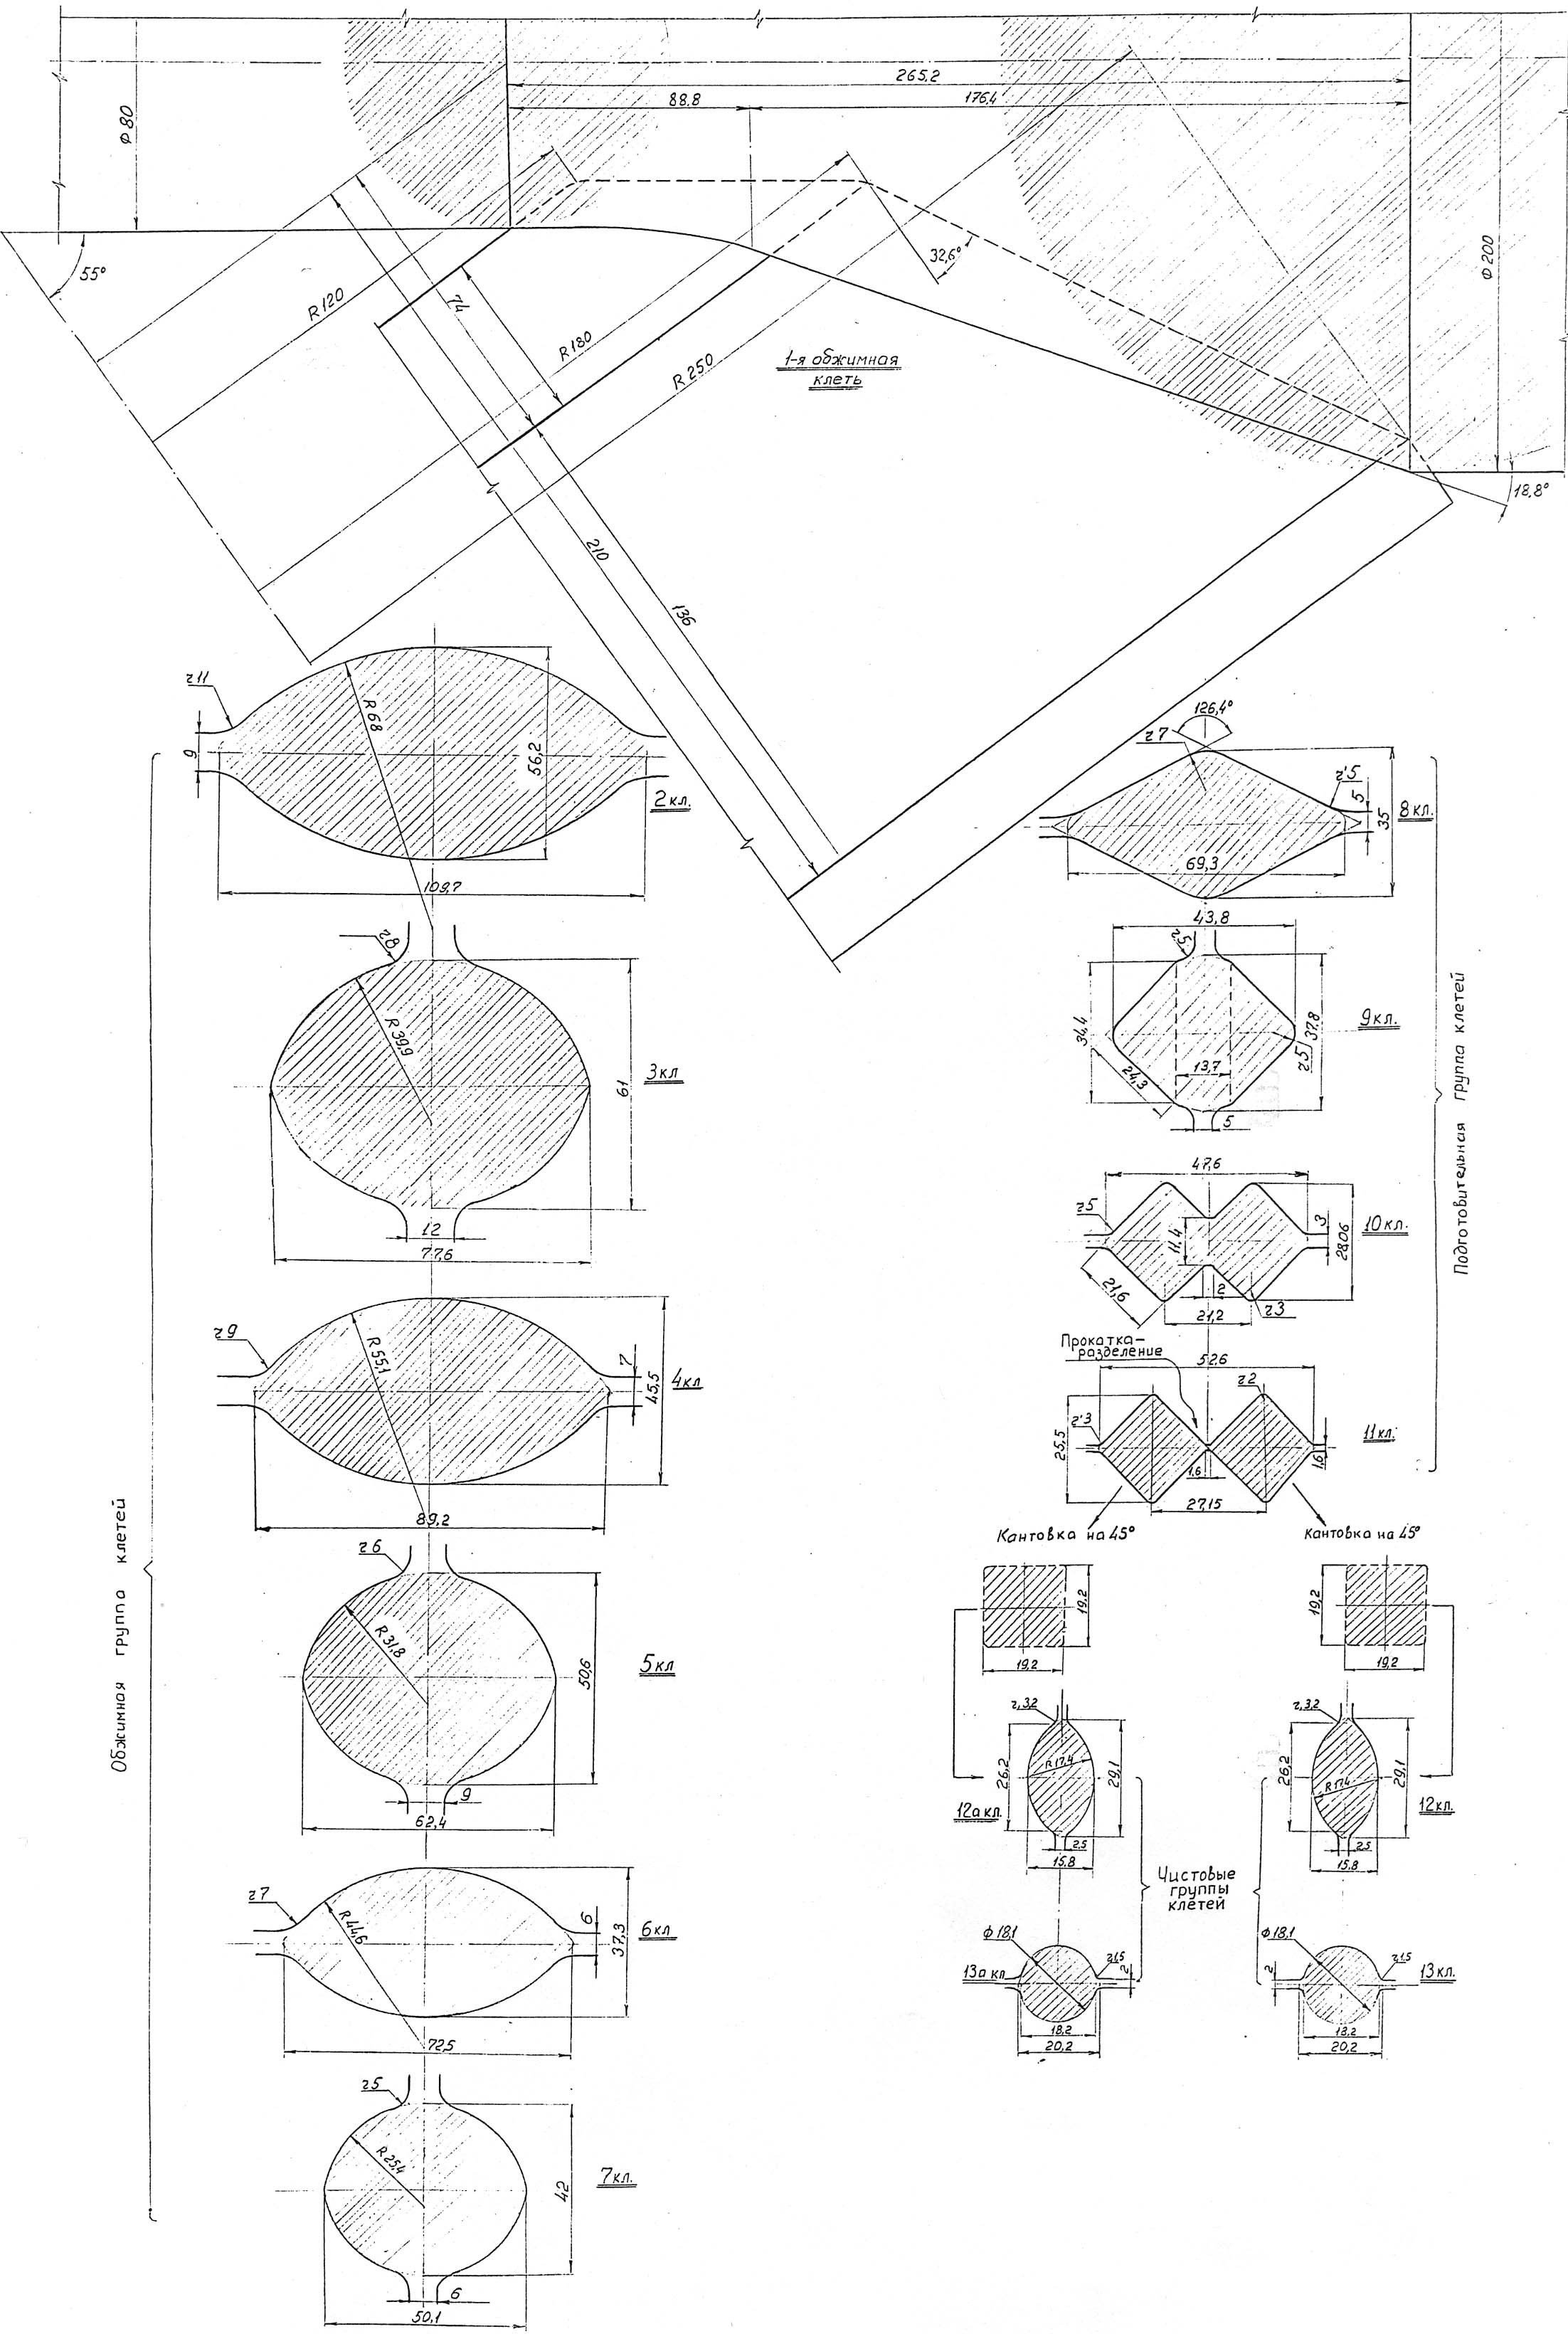 265,2
88,8
176,4
Ф80
Ф200
55°
R120
74
R180
R250
32,6°
1-я обжимная
клеть
18,8°
210
136
Обжимная группа клетей
r11
R68
9
56,2
2кл.
109,7
r8
R39,9
61
3кл
12
77,6
r9
R55,1
7
45,5
4кл
89,2
r6
R31,8
50,6
5кл
9
62,4
r7
R44,6
6
37,3
6кл
72,5
r5
R25,4
42
7кл.
6
50,1
Подготовительная группа клетей
126,4°
r7
r5
5
35
8кл.
69,3
43,8
r5
34,4
37,8
9кл.
r5
24,3
13,7
5
47,6
r5
11,4
3
28,06
10кл.
21,6
2
21,2
r3
Прокатка-
разделение
52,6
r3
r2
25,5
11кл.
1,6
1,6
27,15
Кантовка на 45°
Кантовка на 45°
19,2
19,2
19,2
19,2
r,3,2
r,3,2
26,2
R17,4
29,1
26,2
R17,4
29,1
12а кл.
12кл.
2,5
2,5
15,8
15,8
Чистовые
группы
клетей
Ф18,1
Ф18,1
r1,5
r1,5
13а кл
2
2
13кл.
18,2
18,2
20,2
20,2